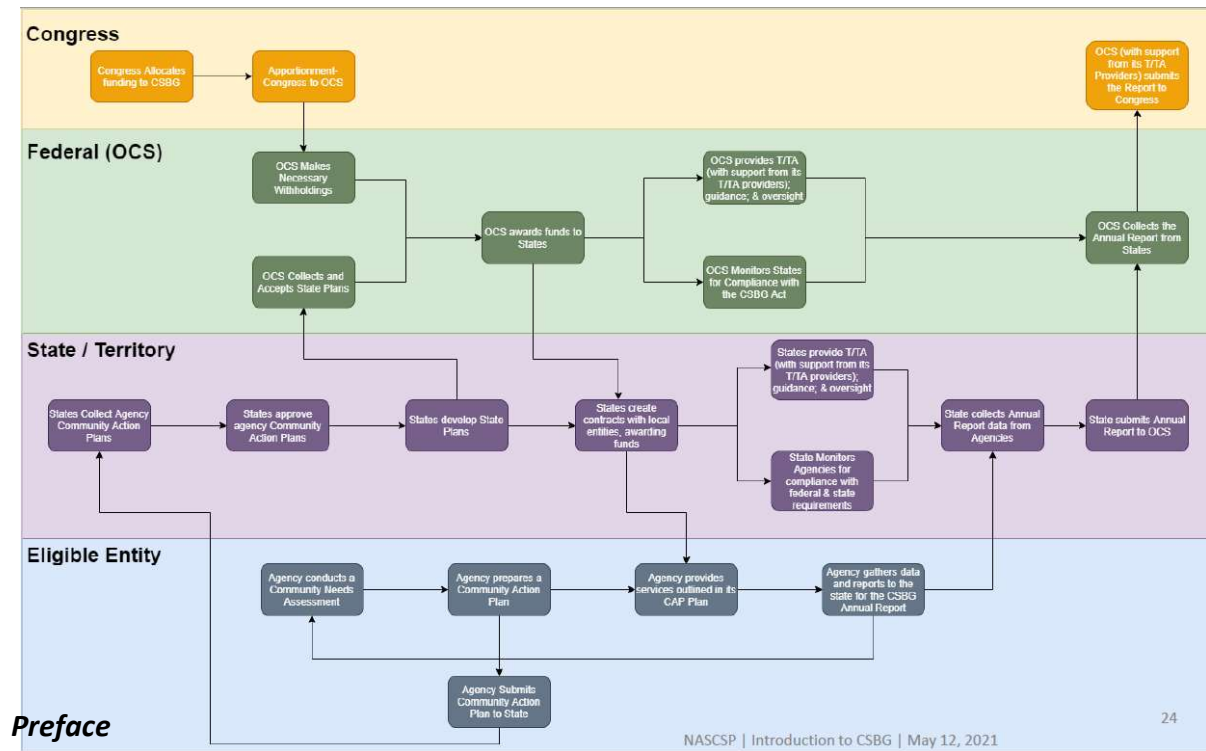 Congress
Congress Allocates
funding to CSBG
Apportionment-
Congress to OCS
OCS (with support
from its T/TA
Providers) submits
the Report to
Congress
Federal (OCS)
OCS Makes
Necessary
Withholdings
OCS provides T/TA
(with support from its
T/TA providers);
guidance; & oversight
OCS awards funds to
States
OCS Collects the
Annual Report from
States
OCS Collects and
Accepts State Plans
OCS Monitors States
for Compliance with
the CSBG Act
State / Territory
States provide T/TA
(with support from its
T/TA providers);
guidance; & oversight
States Collect Agency
Community Action
Plans
States approve
agency Community
Action Plans
States develop State
Plans
States create
contracts with local
entities, awarding
funds
State collects Annual
Report data from
Agencies
State submits Annual
Report to OCS
State Monitors
Agencies for
compliance with
federal & state
requirements
Eligible Entity
Agency conducts a
Community Needs
Assessment
Agency prepares a
Community Action
Plan
Agency provides
services outlined in its
CAP Plan
Agency gathers data
and reports to the
state for the CSBG
Annual Report
Agency Submits
Community Action
Plan to State
Preface
24
NASCSP | Introduction to CSBG | May 12, 2021